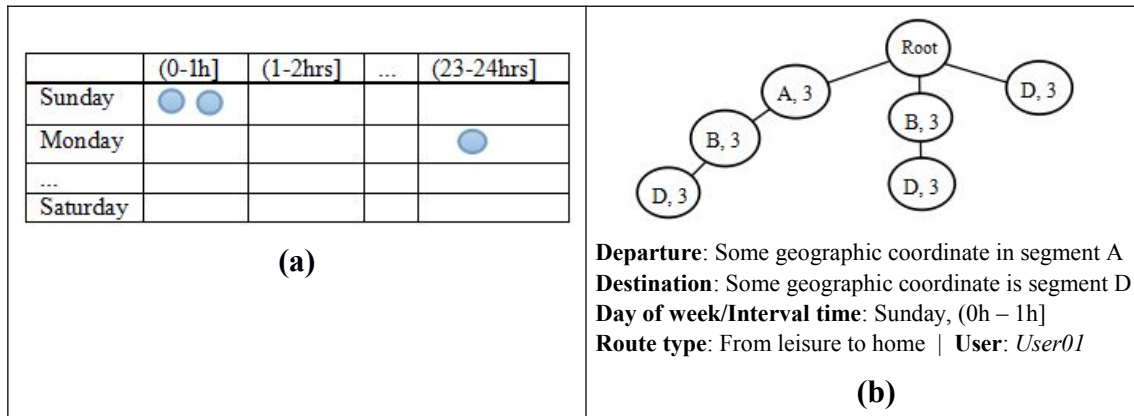 (0-1h] (1-2hrs] ... (23-24hrs]
Sunday
Monday
...
Saturday
(a)
Root
A, 3
D, 3
B, 3
B, 3
D, 3
D, 3
Departure: Some geographic coordinate in segment A
Destination: Some geographic coordinate is segment D
Day of week/Interval time: Sunday, (0h – 1h]
Route type: From leisure to home | User: User01
(b)